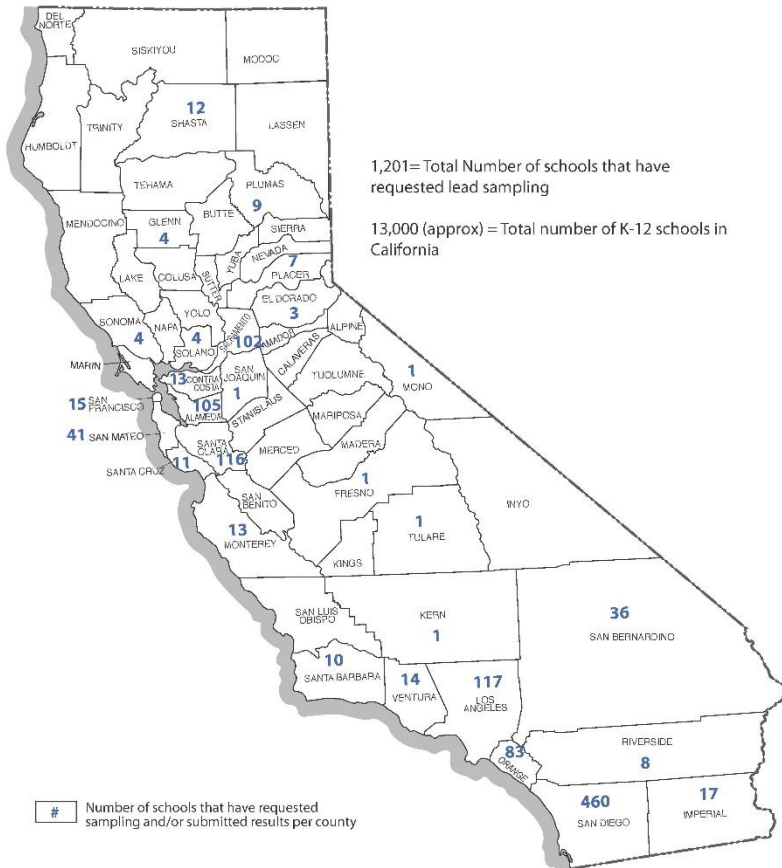 DEL
NORTE
SISKIYOU
MODOC
12
SHASTA
LASSEN
TRINITY
HUMBOLDT
1,201= Total Number of schools that have
requested lead sampling
13,000 (approx) = Total number of K-12 schools in
California
TEHAMA
PLUMAS
9
BUTTE
MENDOCINO
GLENN
4
SIERRA
YUBA
NEVADA
7
PLACER
LAKE
COLUSA
SUTTER
EL DORADO
3
SONOMA
4
NAPA
YOLO
4
SOLANO
SACRAMENTO
102
AMADOR
ALPINE
MARIN
CALAVERAS
13
CONTRA
COSTA
SAN
JOAQUIN
1
TUOLUMNE
1
MONO
15 SAN
FRANCISCO
105
ALAMEDA
STANISLAUS
MARIPOSA
41 SAN MATEO
SANTA
CLARA
116
MERCED
MADERA
SANTA CRUZ
11
1
FRESNO
SAN
BENITO
INYO
13
MONTEREY
1
TULARE
KINGS
SAN LUIS
OBISPO
KERN
1
36
SAN BERNARDINO
10
SANTA BARBARA
14
VENTURA
117
LOS
ANGELES
83
ORANGE
RIVERSIDE
8
460
SAN DIEGO
17
IMPERIAL
# Number of schools that have requested
sampling and/or submitted results per county